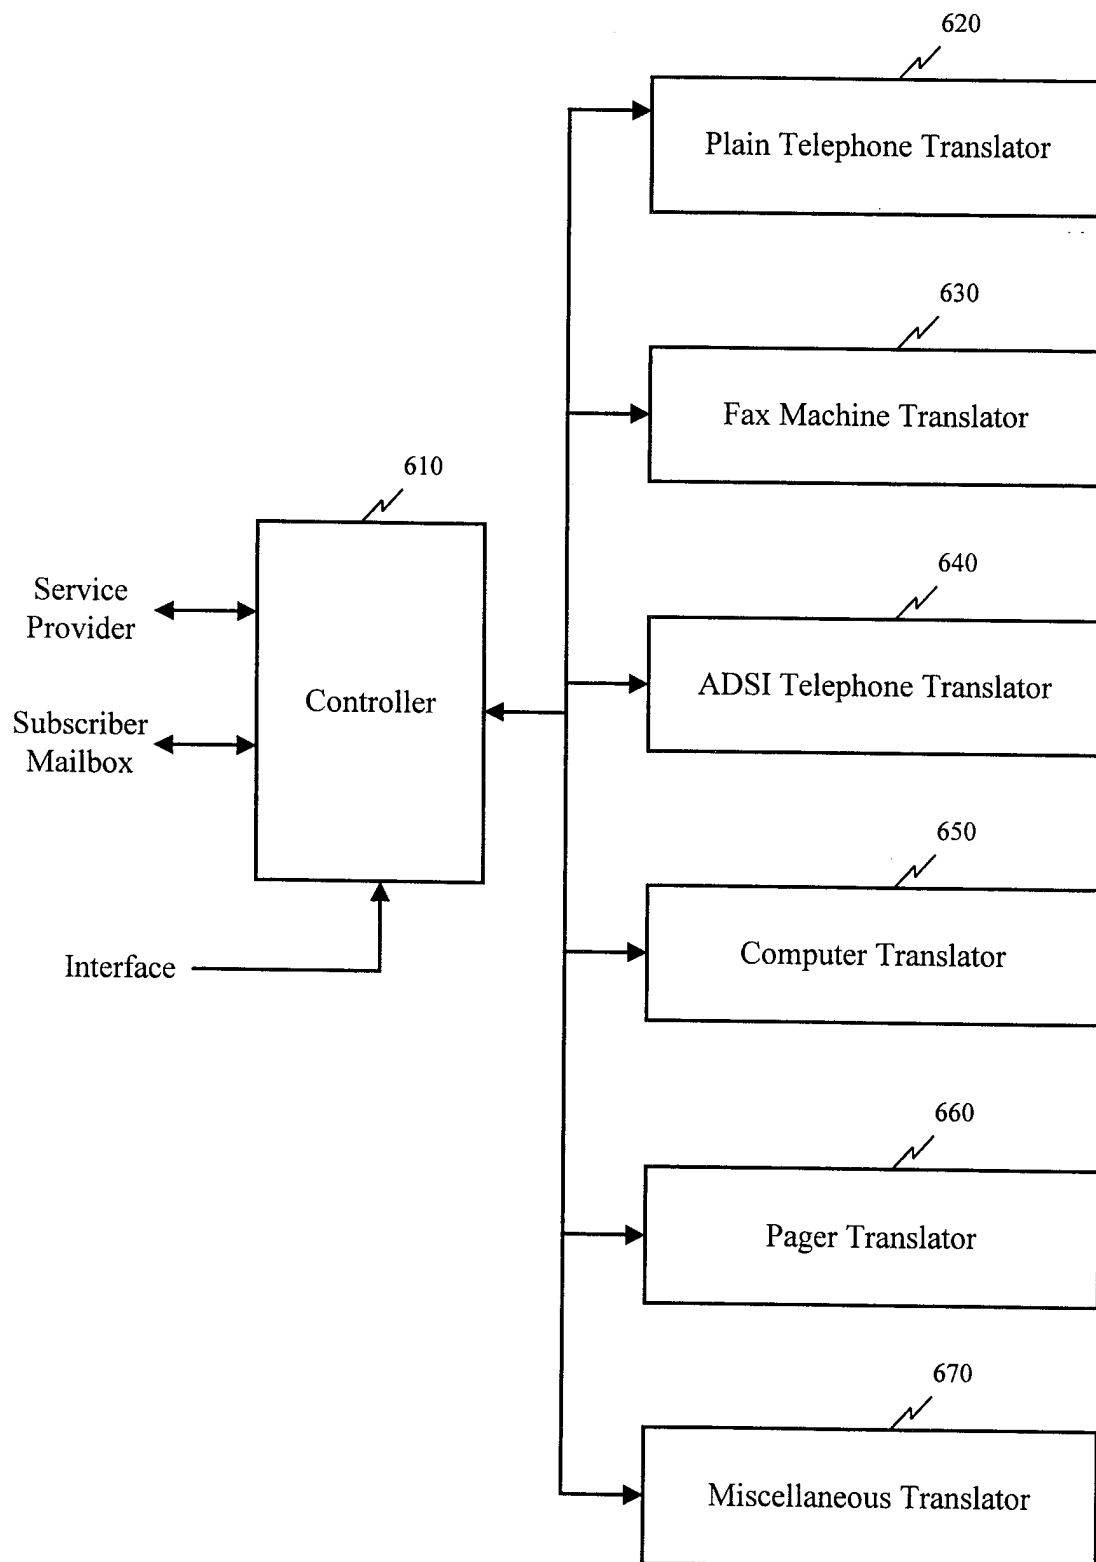 620
Plain Telephone Translator
630
Fax Machine Translator
610
Service
Provider
Controller
Subscriber
Mailbox
Interface
640
ADSI Telephone Translator
650
Computer Translator
660
Pager Translator
670
Miscellaneous Translator